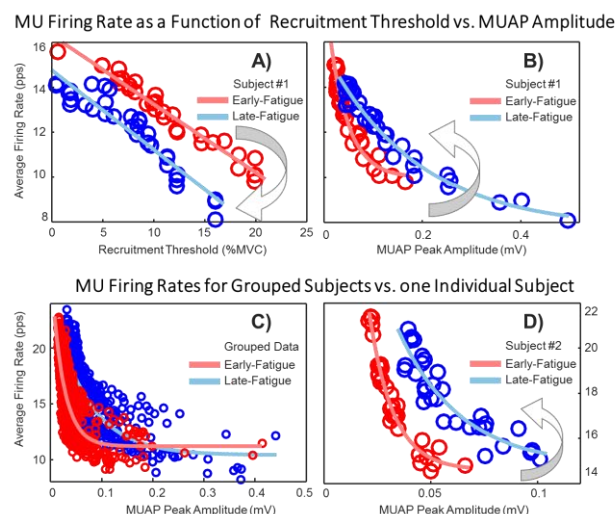 MU Firing Rate as a Function of Recruitment Threshold vs. MUAP Amplitude
A)
Subject #1
Early-Fatigue
Late-Fatigue
Average Firing Rate (pps)
16
14
12
10
8
0 5 10 15 20 25
Recruitment Threshold (%MVC)
B)
Subject #1
Early-Fatigue
Late-Fatigue
0 0.2 0.4
MUAP Peak Amplitude (mV)
MU Firing Rates for Grouped Subjects vs. one Individual Subject
C)
Grouped Data
Early-Fatigue
Late-Fatigue
Average Firing Rate (pps)
20
15
10
0 0.1 0.2 0.3 0.4 0.5
MUAP Peak Amplitude (mV)
D)
Subject #2
Early-Fatigue
Late-Fatigue
22
20
18
16
14
0.05 0.1
MUAP Peak Amplitude (mV)